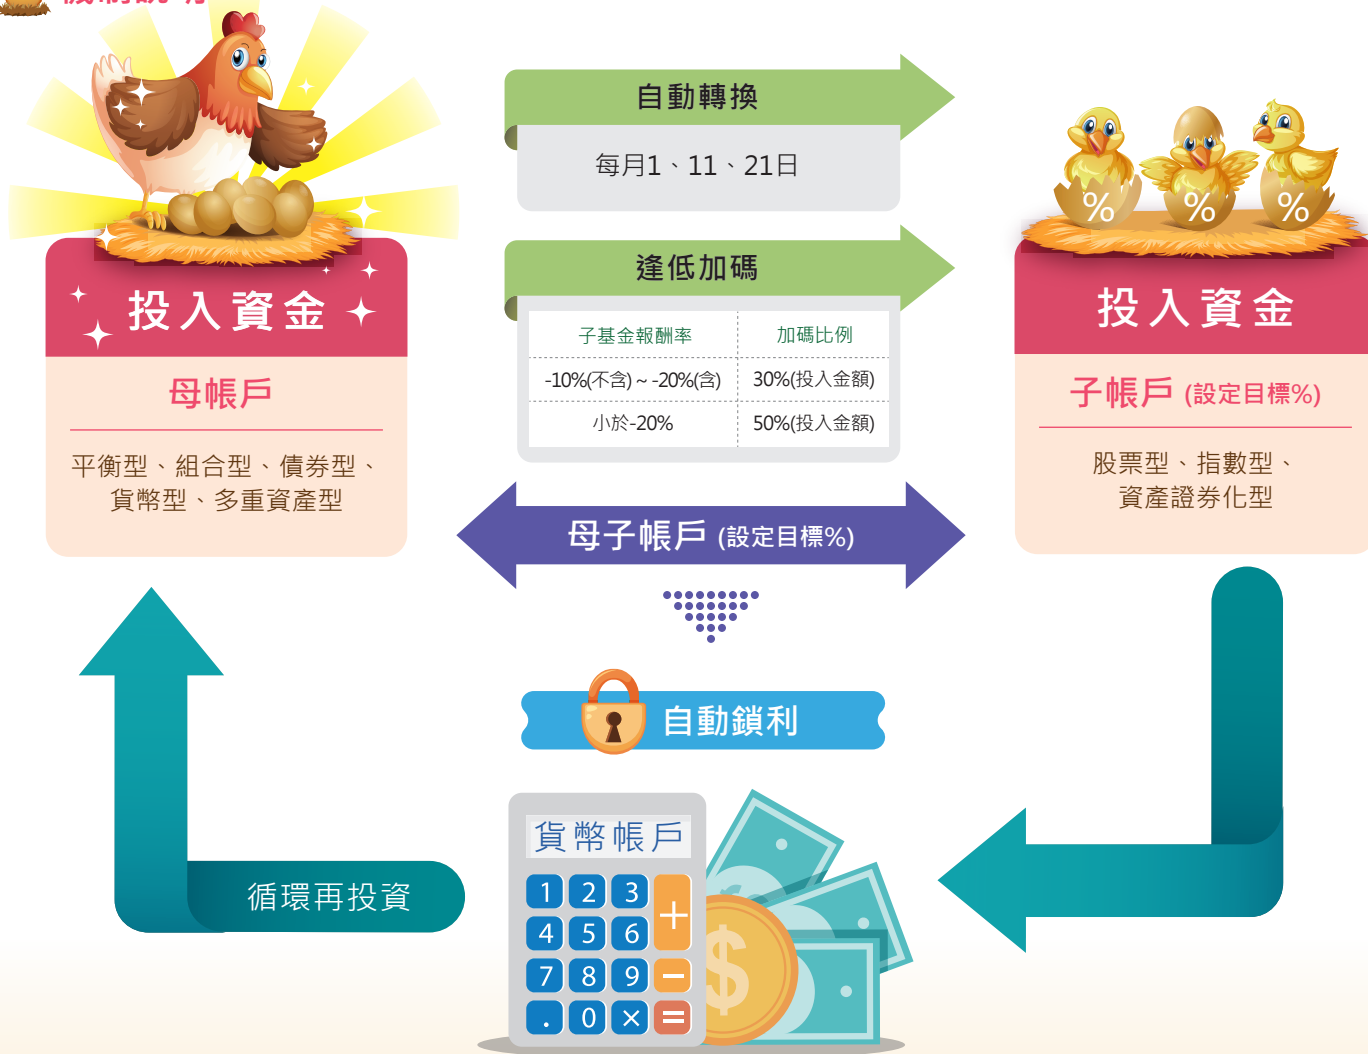 自動轉換
每月1、11、21日
逢低加碼
子基金報酬率 加碼比例
-10%(不含) ~ -20%(含) 30%(投入金額)
小於-20% 50%(投入金額)
投入資金
母帳戶
平衡型、組合型、債券型、
貨幣型、多重資產型
% % %
投入資金
子帳戶 (設定目標%)
股票型、指數型、
資產證券化型
母子帳戶 (設定目標%)
自動鎖利
貨幣帳戶
1 2 3 +
4 5 6
7 8 9 −
. 0 × =
$
循環再投資